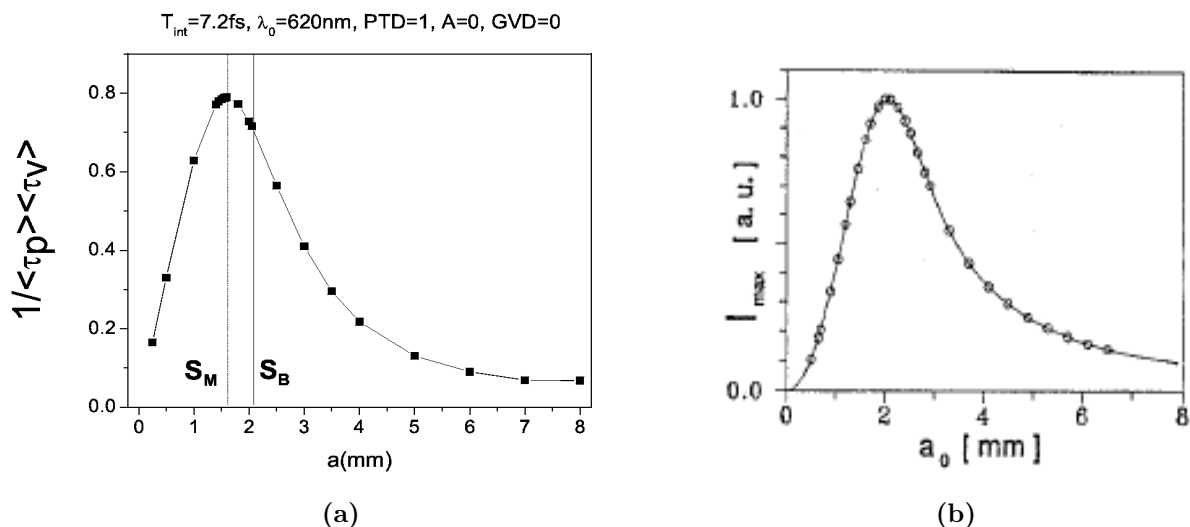 T_int=7.2fs, λ_0=620nm, PTD=1, A=0, GVD=0
1/<τp><τv>
0.8
0.6
0.4
0.2
0.0
S_M S_B
0 1 2 3 4 5 6 7 8
a(mm)
(a)
I_max [a. u.]
1.0
0.0
0 2 4 6 8
a_0 [mm]
(b)